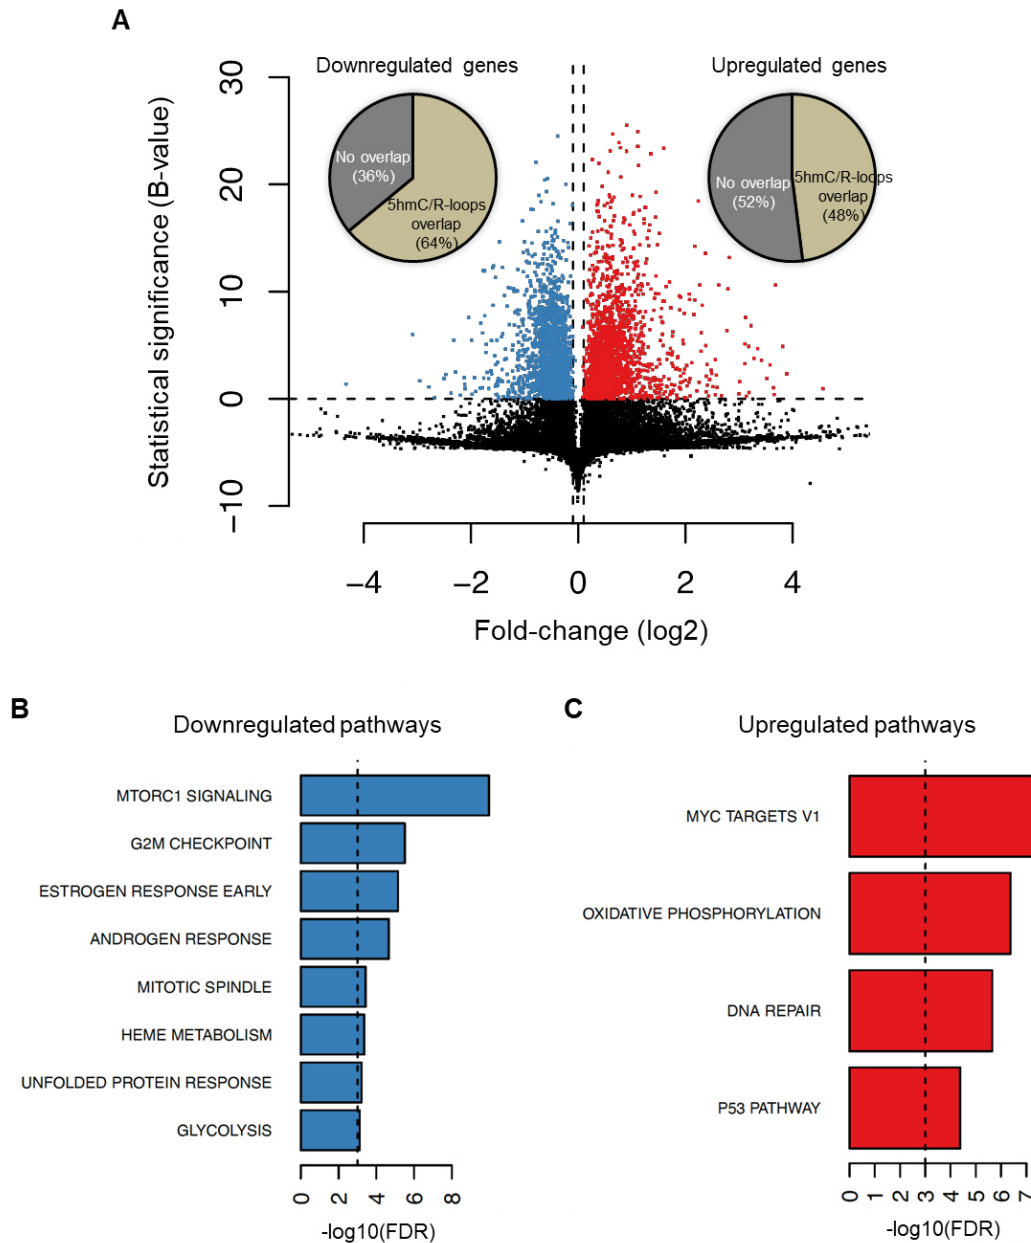 A
Downregulated genes
Upregulated genes
Statistical significance (B-value)
30
20
10
0
−10
No overlap
(36%)
5hmC/R-loops
overlap
(64%)
No overlap
(52%)
5hmC/R-loops
overlap
(48%)
−4
−2
0
2
4
Fold-change (log2)
B
Downregulated pathways
MTORC1 SIGNALING
G2M CHECKPOINT
ESTROGEN RESPONSE EARLY
ANDROGEN RESPONSE
MITOTIC SPINDLE
HEME METABOLISM
UNFOLDED PROTEIN RESPONSE
GLYCOLYSIS
0
2
4
6
8
-log10(FDR)
C
Upregulated pathways
MYC TARGETS V1
OXIDATIVE PHOSPHORYLATION
DNA REPAIR
P53 PATHWAY
0
1
2
3
4
5
6
7
-log10(FDR)